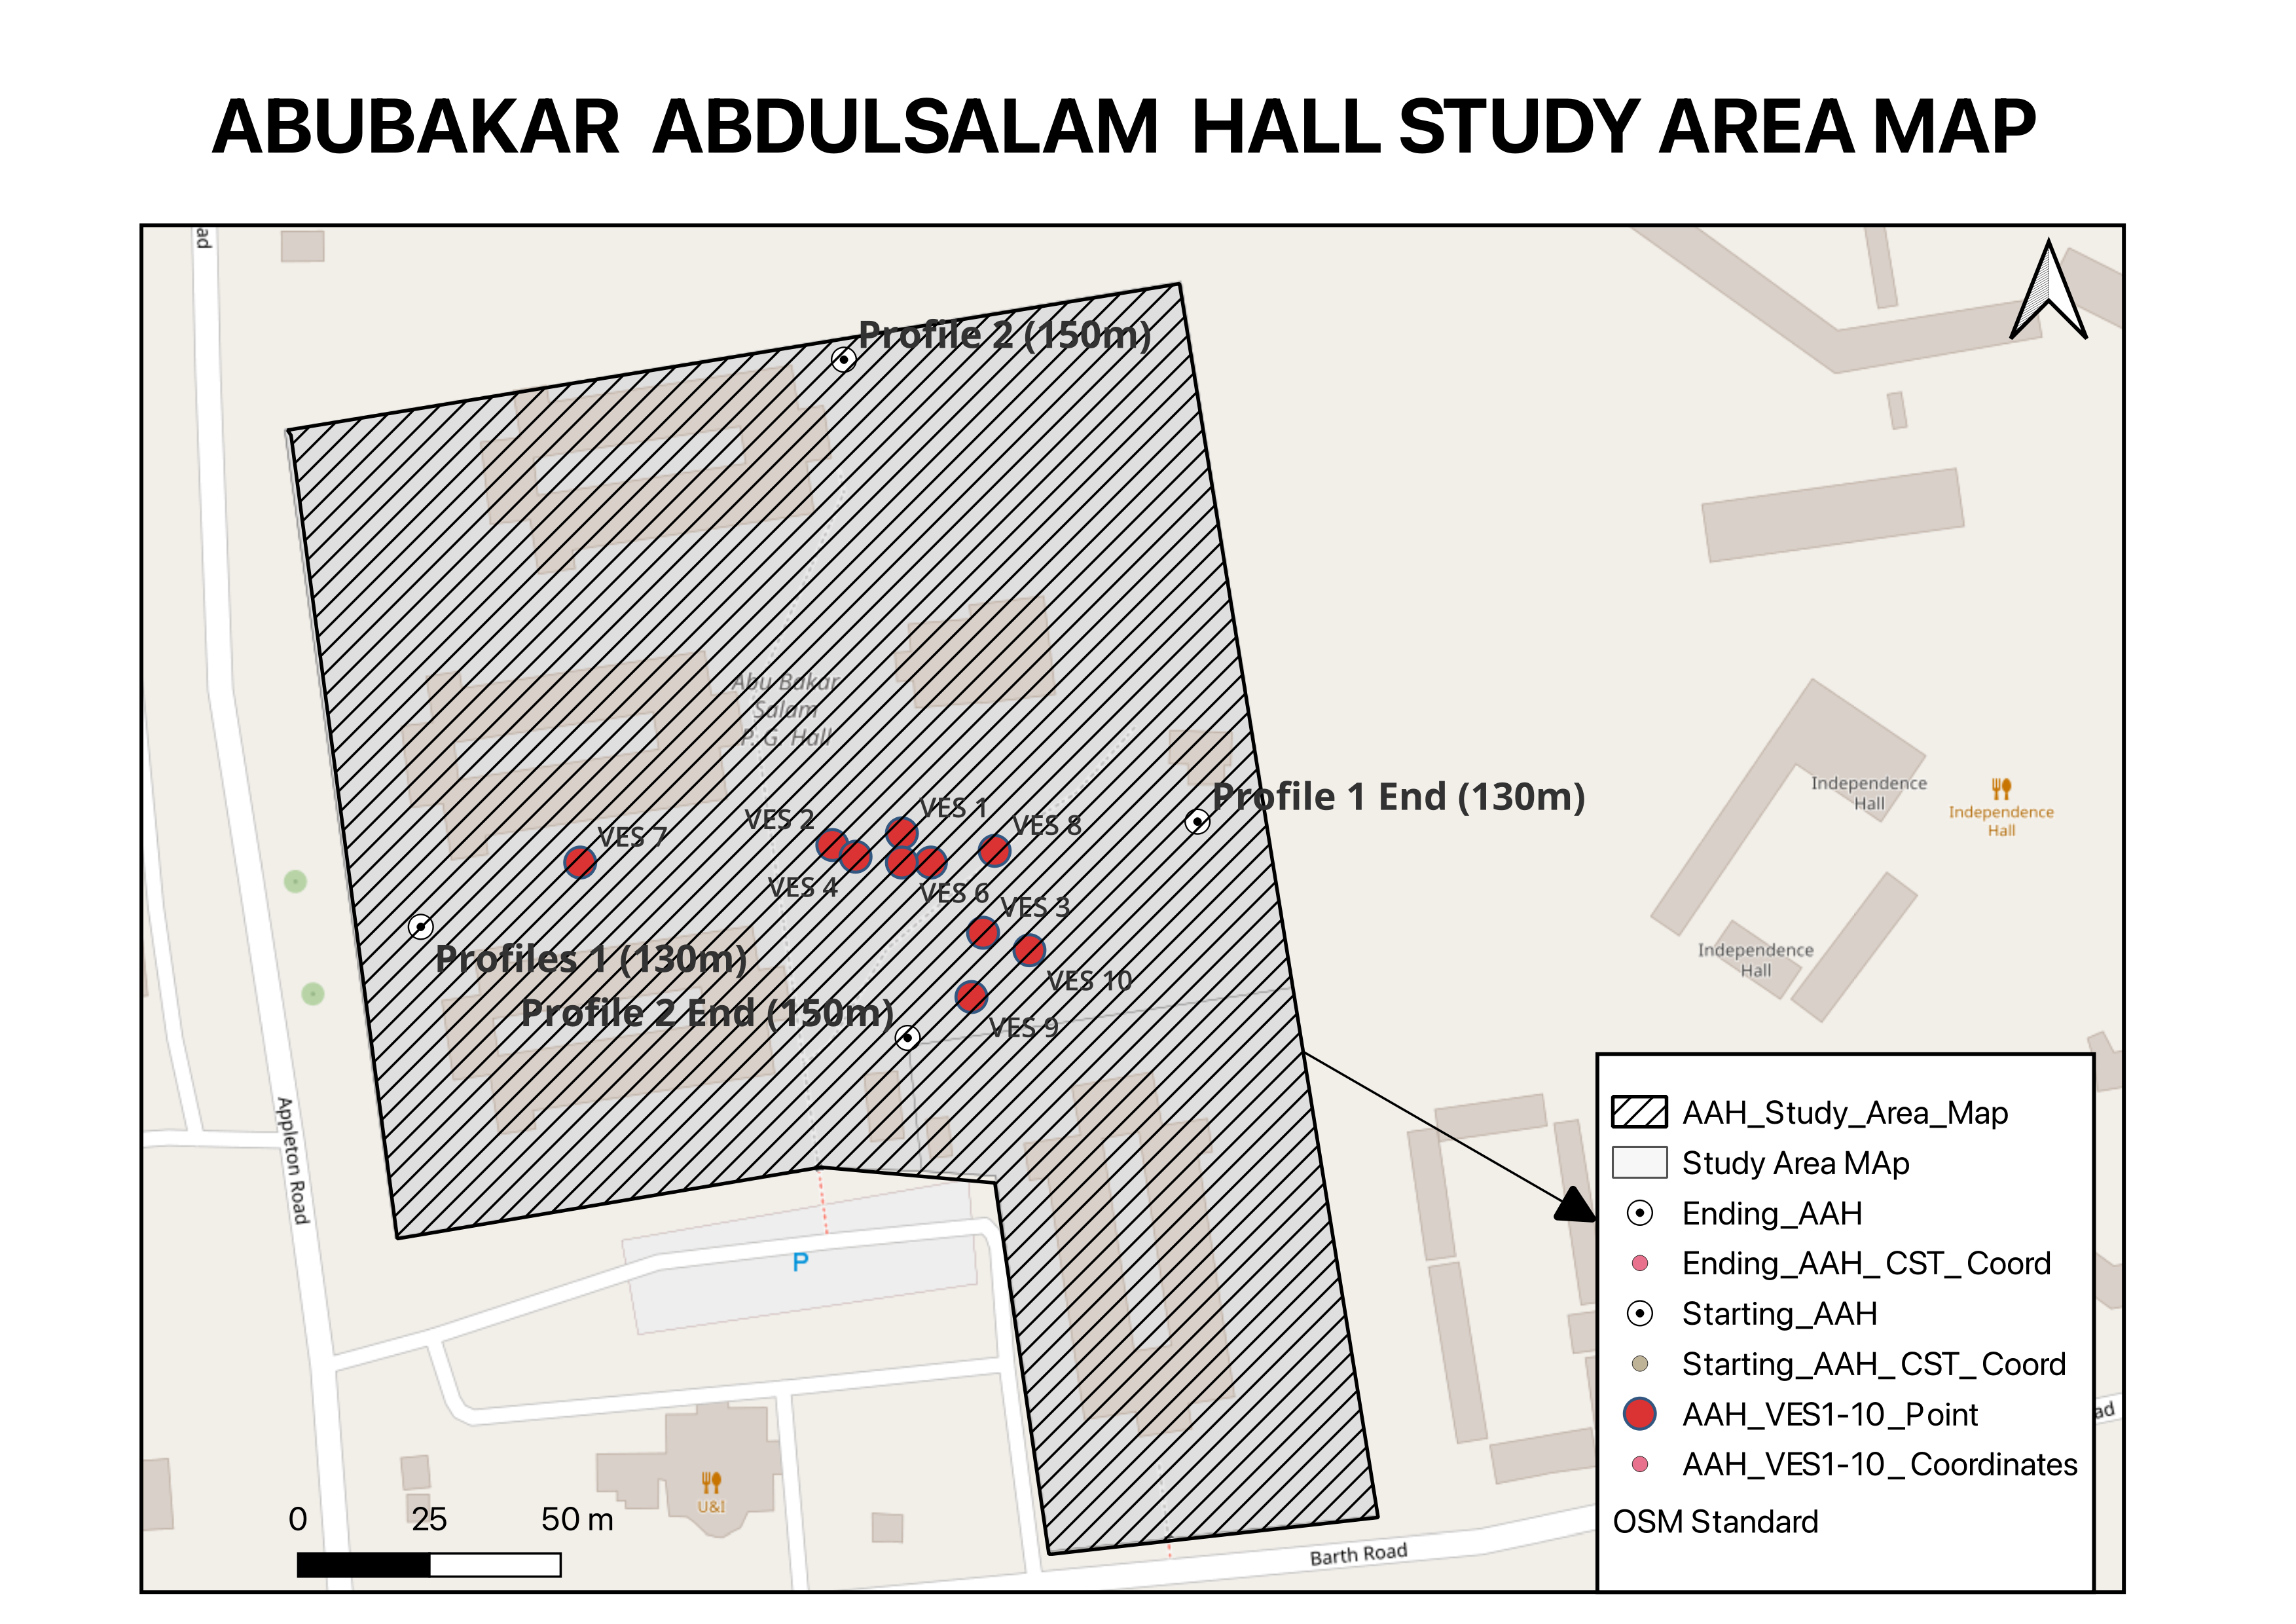 ABUBAKAR ABDULSALAM HALL STUDY AREA MAP
ad
Profile 2 (150m)
Abu Bakar
Salam
P. G. Hall
Profile 1 End (130m)
Independence
Hall
Independence
Hall
VES 1
VES 2
VES 8
VES 7
VES 4
VES 6
VES 3
Profiles 1 (130m)
Independence
Hall
VES 10
Profile 2 End (150m)
VES 9
Appleton Road
P
AAH_Study_Area_Map
Study Area MAp
Ending_AAH
Ending_AAH_CST_Coord
Starting_AAH
Starting_AAH_CST_Coord
AAH_VES1-10_Point
AAH_VES1-10_Coordinates
OSM Standard
ad
U&I
0 25 50 m
Barth Road